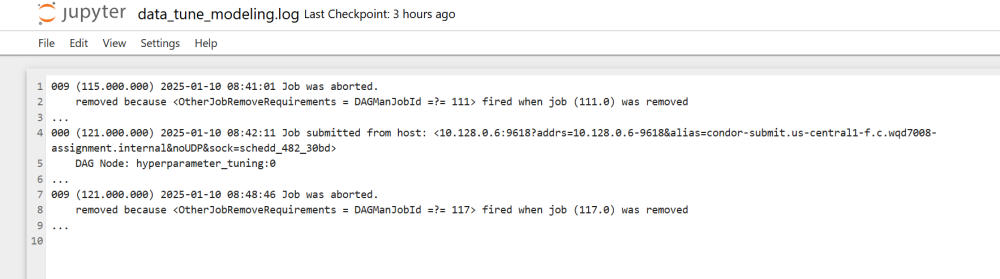 jupyter data_tune_modeling.log Last Checkpoint: 3 hours ago
File Edit View Settings Help
1 009 (115.000.000) 2025-01-10 08:41:01 Job was aborted.
2     removed because <OtherJobRemoveRequirements = DAGManJobId =?= 111> fired when job (111.0) was removed
3 ...
4 000 (121.000.000) 2025-01-10 08:42:11 Job submitted from host: <10.128.0.6:9618?addrs=10.128.0.6-9618&alias=condor-submit.us-central1-f.c.wqd7008-
assignment.internal&noUDP&sock=schedd_482_30bd>
5     DAG Node: hyperparameter_tuning:0
6 ...
7 009 (121.000.000) 2025-01-10 08:48:46 Job was aborted.
8     removed because <OtherJobRemoveRequirements = DAGManJobId =?= 117> fired when job (117.0) was removed
9 ...
10